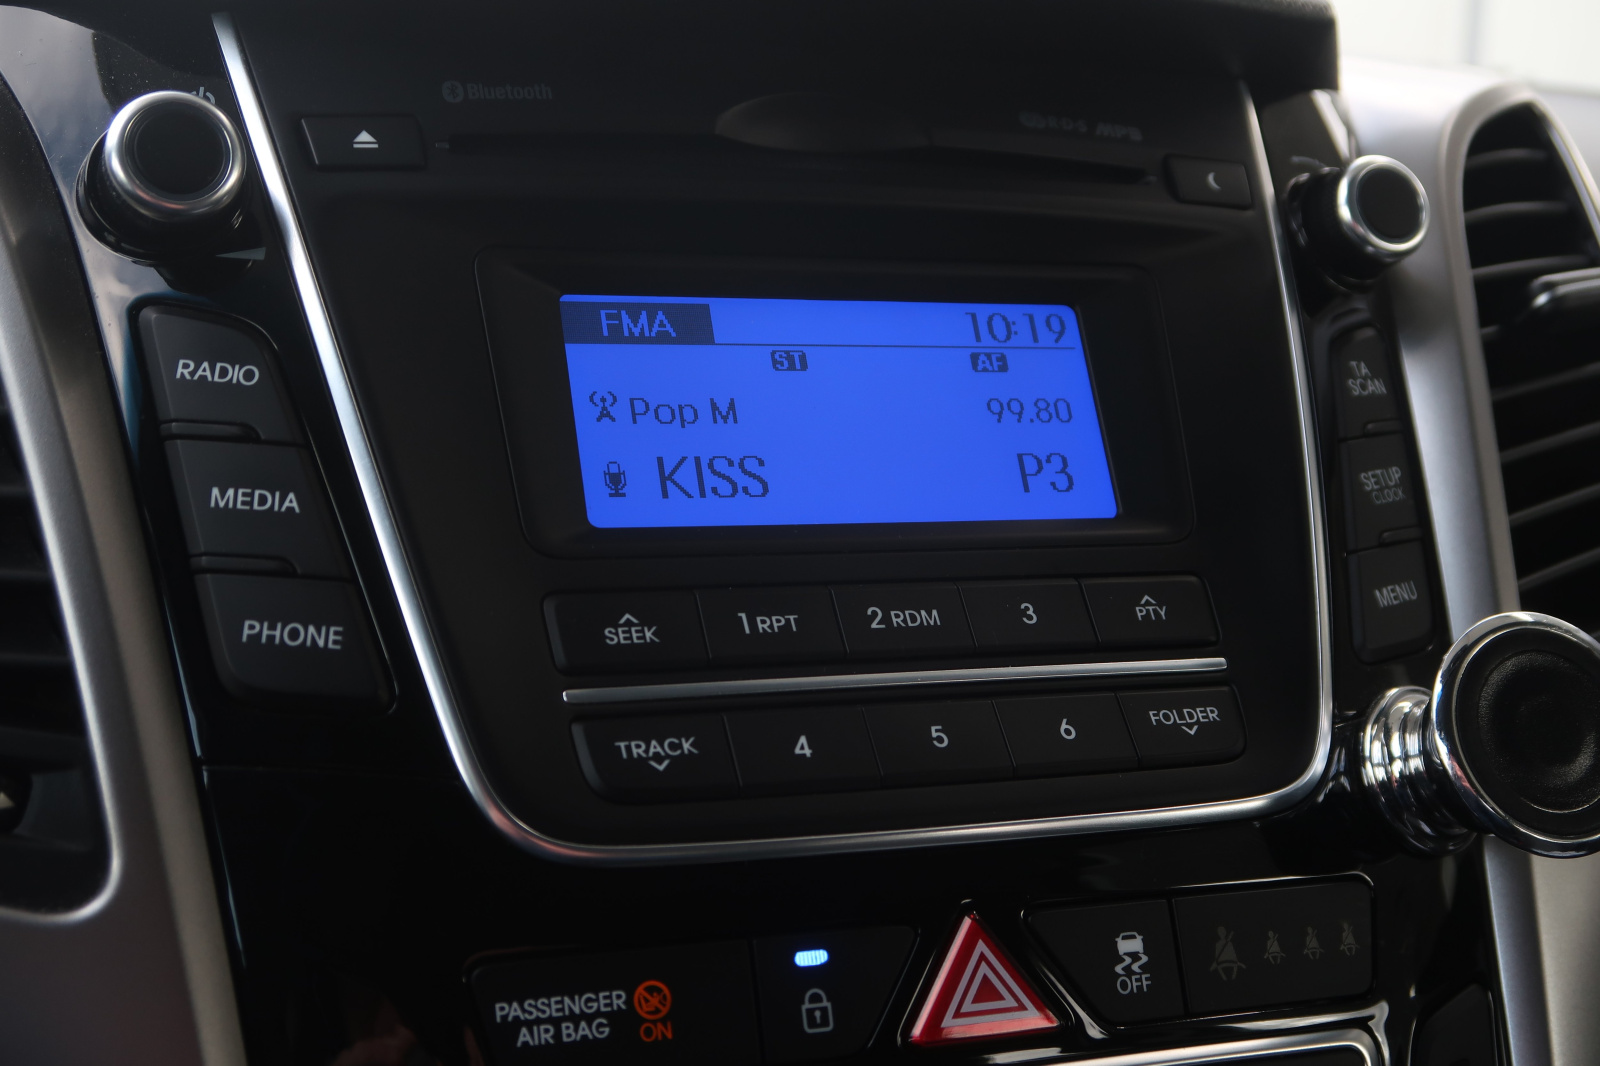 Bluetooth
R·D·S MP3
FMA 10:19
ST AF
Pop M 99.80
KISS P3
RADIO
MEDIA
PHONE
SEEK 1 RPT 2 RDM 3 PTY
TRACK 4 5 6 FOLDER
TA
SCAN
SETUP
CLOCK
MENU
PASSENGER
AIR BAG ON
OFF